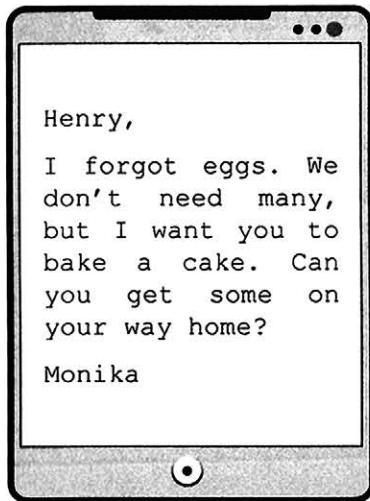 Henry,
I forgot eggs. We
don't need many,
but I want you to
bake a cake. Can
you get some on
your way home?
Monika